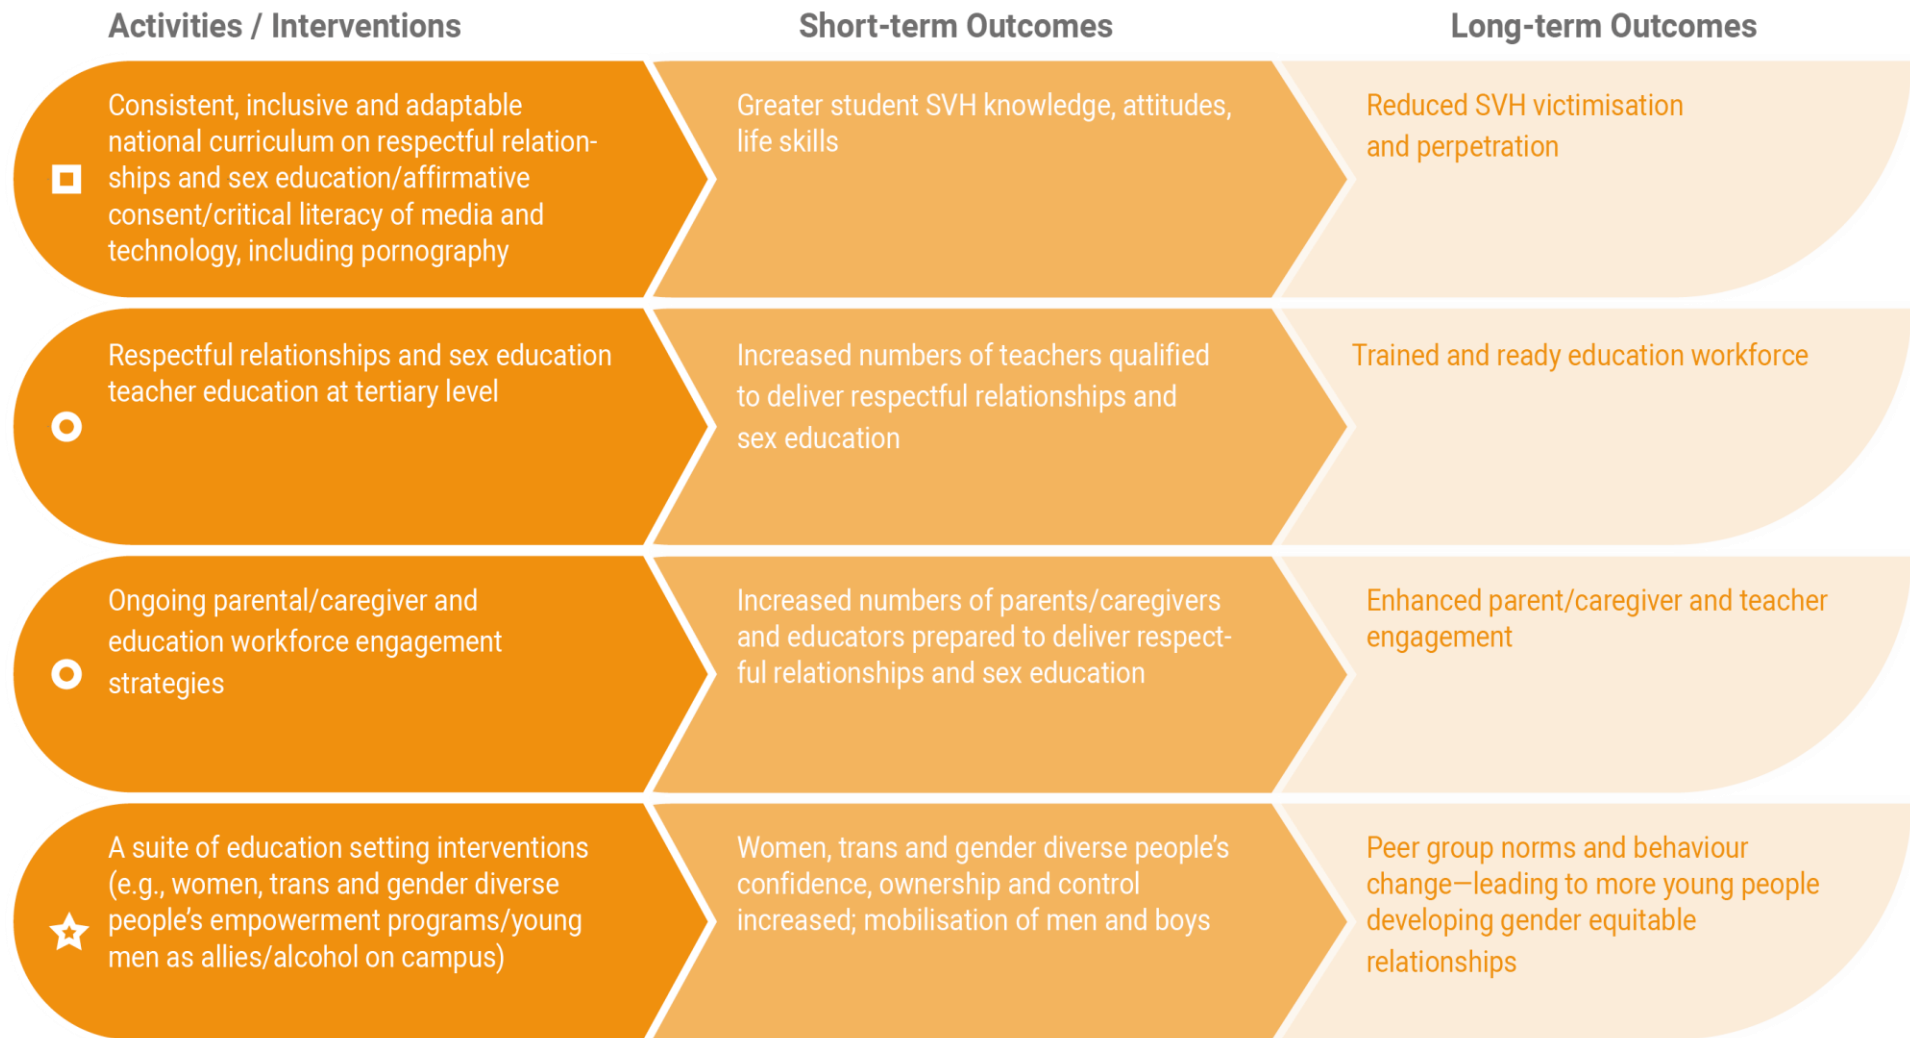 Activities / Interventions
Short-term Outcomes
Long-term Outcomes
Consistent, inclusive and adaptable
national curriculum on respectful relation-
ships and sex education/affirmative
consent/critical literacy of media and
technology, including pornography
Greater student SVH knowledge, attitudes,
life skills
Reduced SVH victimisation
and perpetration
Respectful relationships and sex education
teacher education at tertiary level
Increased numbers of teachers qualified
to deliver respectful relationships and
sex education
Trained and ready education workforce
Ongoing parental/caregiver and
education workforce engagement
strategies
Increased numbers of parents/caregivers
and educators prepared to deliver respect-
ful relationships and sex education
Enhanced parent/caregiver and teacher
engagement
A suite of education setting interventions
(e.g., women, trans and gender diverse
people’s empowerment programs/young
men as allies/alcohol on campus)
Women, trans and gender diverse people’s
confidence, ownership and control
increased; mobilisation of men and boys
Peer group norms and behaviour
change—leading to more young people
developing gender equitable
relationships